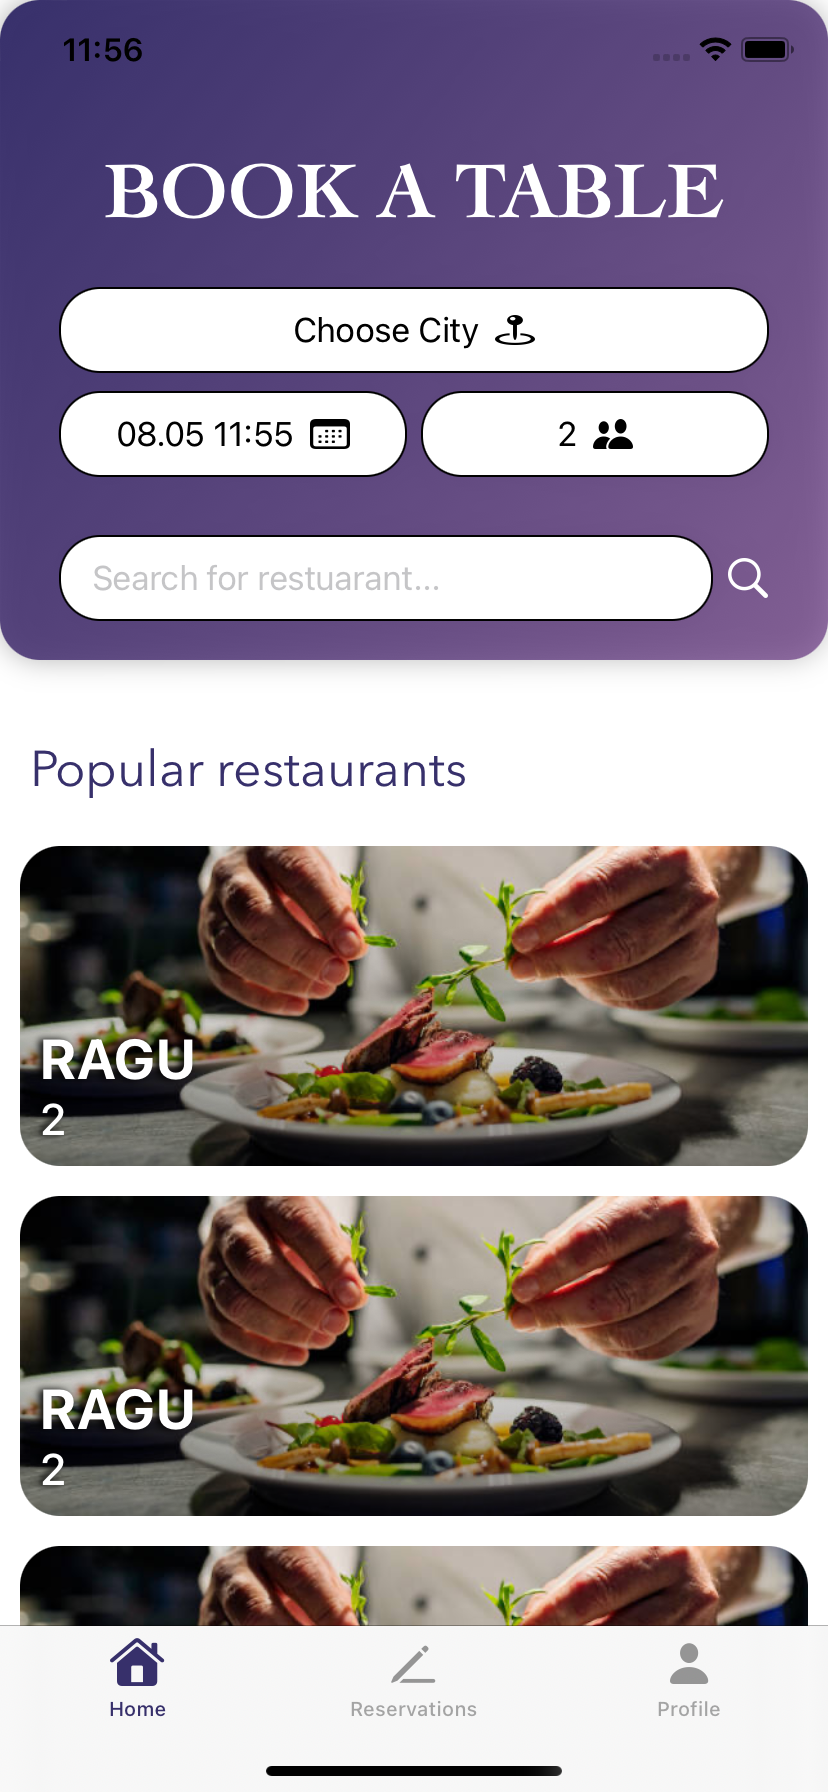 11:56
BOOK A TABLE
Choose City
08.05 11:55
2
Search for restuarant...
Popular restaurants
RAGU
2
RAGU
2
Home
Reservations
Profile